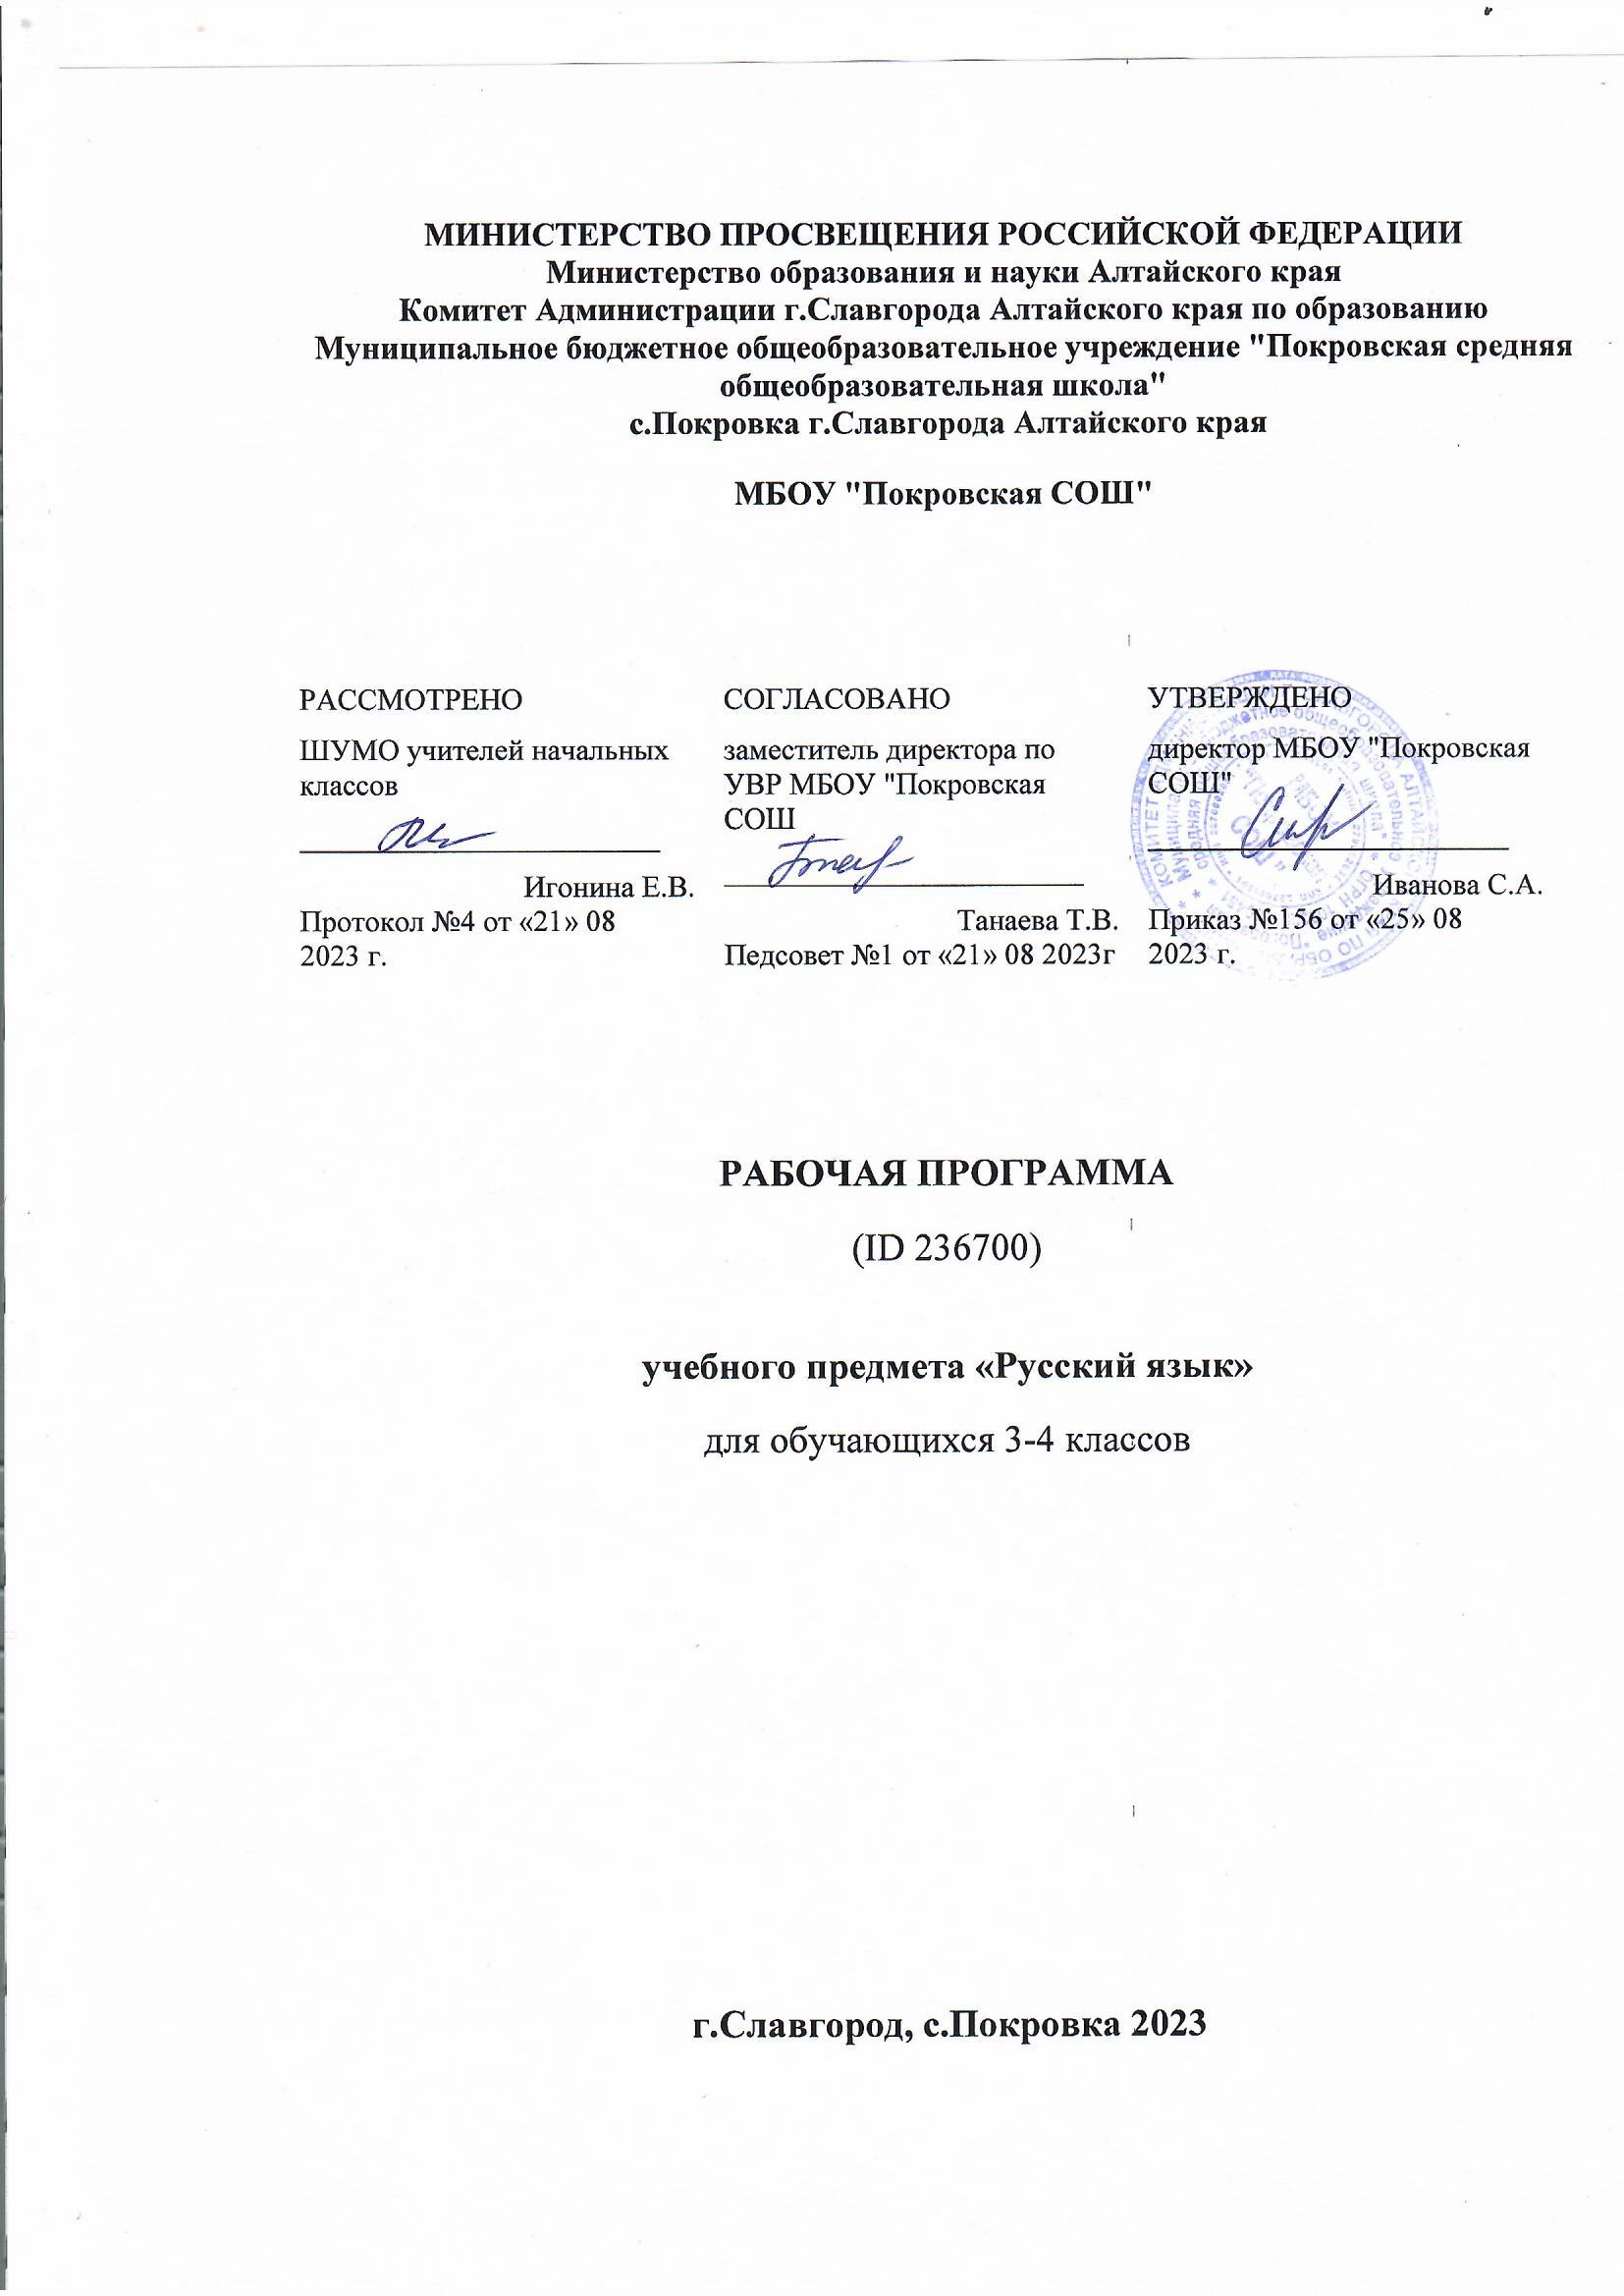 МИНИСТЕРСТВО ПРОСВЕЩЕНИЯ РОССИЙСКОЙ ФЕДЕРАЦИИ
Министерство образования и науки Алтайского края
Комитет Администрации г.Славгорода Алтайского края по образованию
Муниципальное бюджетное общеобразовательное учреждение "Покровская средняя
общеобразовательная школа"
с.Покровка г.Славгорода Алтайского края
МБОУ "Покровская СОШ"
РАССМОТРЕНО
ШУМО учителей начальных
классов
Игонина Е.В.
Протокол №4 от «21» 08
2023 г.
СОГЛАСОВАНО
заместитель директора по
УВР МБОУ "Покровская
СОШ
Танаева Т.В.
Педсовет №1 от «21» 08 2023г
УТВЕРЖДЕНО
директор МБОУ "Покровская
СОШ"
Иванова С.А.
Приказ №156 от «25» 08
2023 г.
РАБОЧАЯ ПРОГРАММА
(ID 236700)
учебного предмета «Русский язык»
для обучающихся 3-4 классов
г.Славгород, с.Покровка 2023